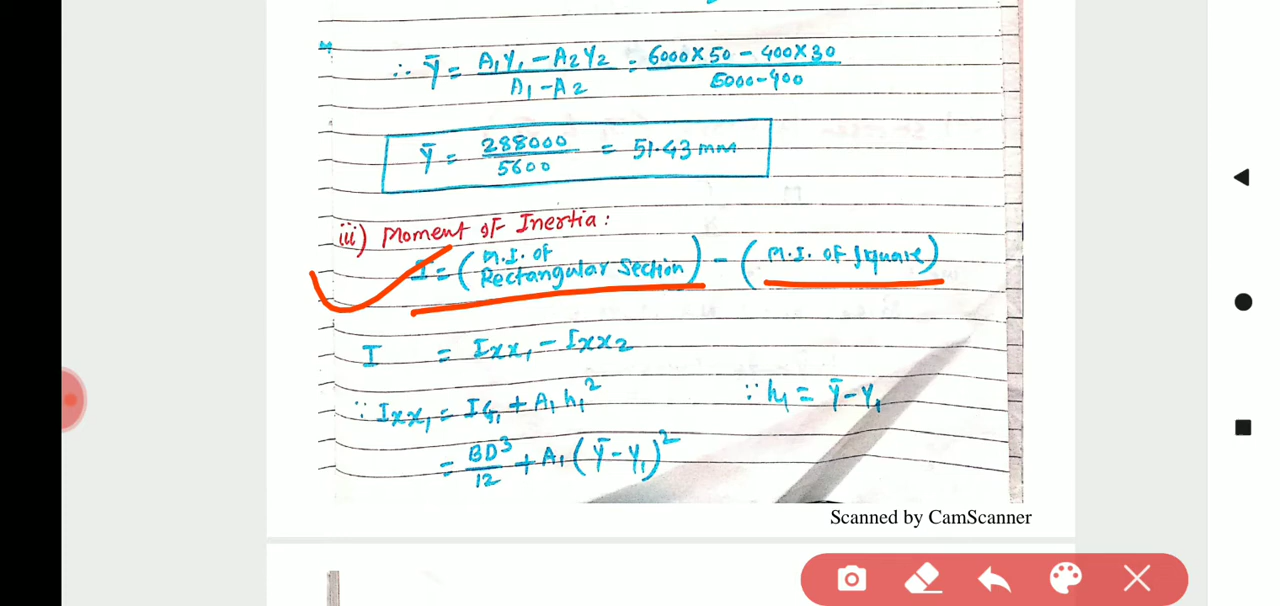 ∴ Ȳ = A₁Y₁ - A₂Y₂ / A₁ - A₂ = 6000 × 50 - 400 × 30 / 6000 - 400
Ȳ = 288000 / 5600 = 51.43 mm
iii) Moment of Inertia :
I = (M.I. of Rectangular Section) - (M.I. of Square)
I = Ixx₁ - Ixx₂
∵ Ixx₁ = IG₁ + A₁h₁² ∵ h₁ = Ȳ - Y₁
= BD³/12 + A₁(Ȳ - Y₁)²
Scanned by CamScanner